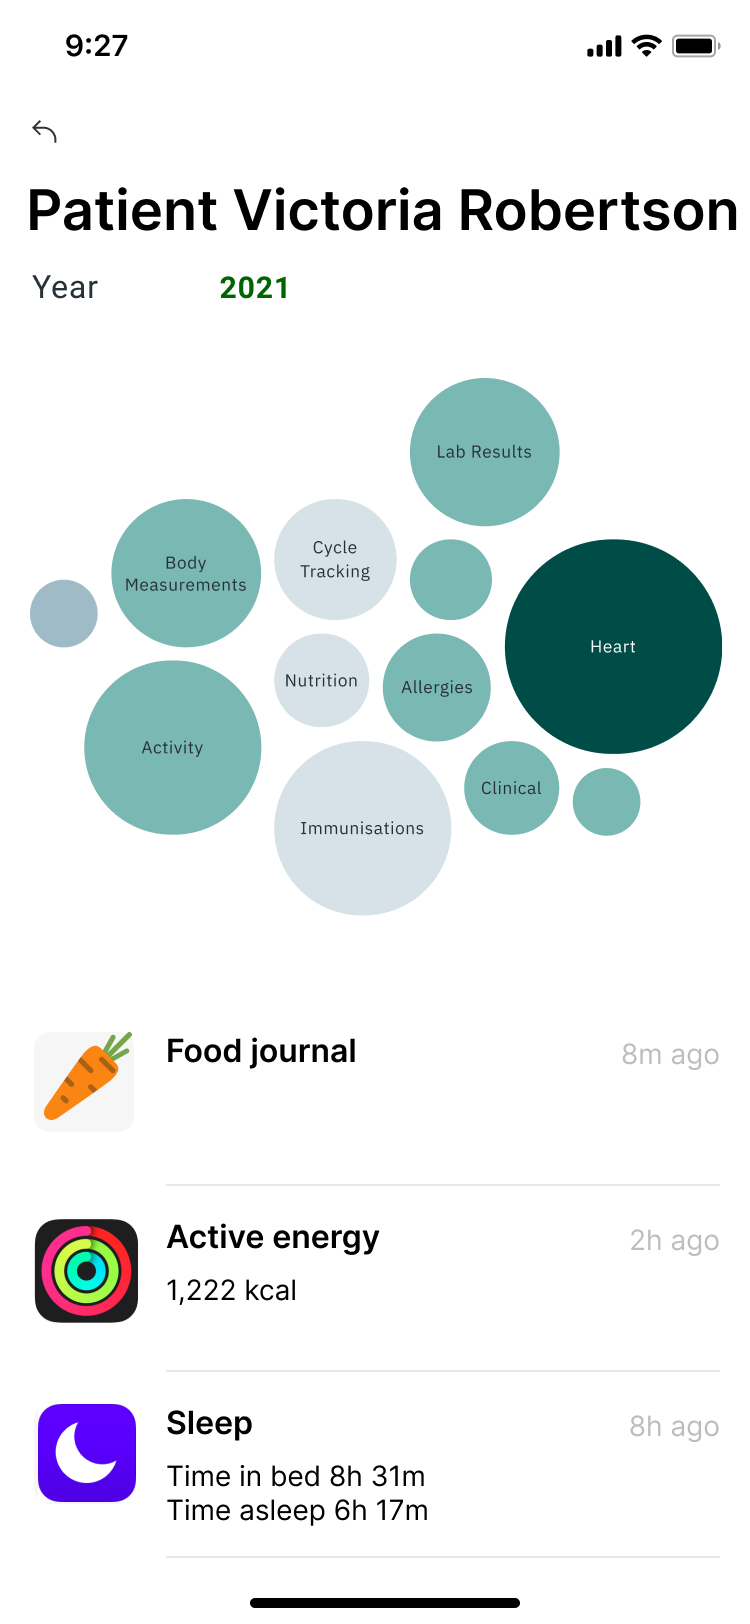 9:27
Patient Victoria Robertson
Year 2021
Lab Results
Body
Measurements
Cycle
Tracking
Heart
Nutrition
Allergies
Activity
Clinical
Immunisations
Food journal 8m ago
Active energy 2h ago
1,222 kcal
Sleep 8h ago
Time in bed 8h 31m
Time asleep 6h 17m